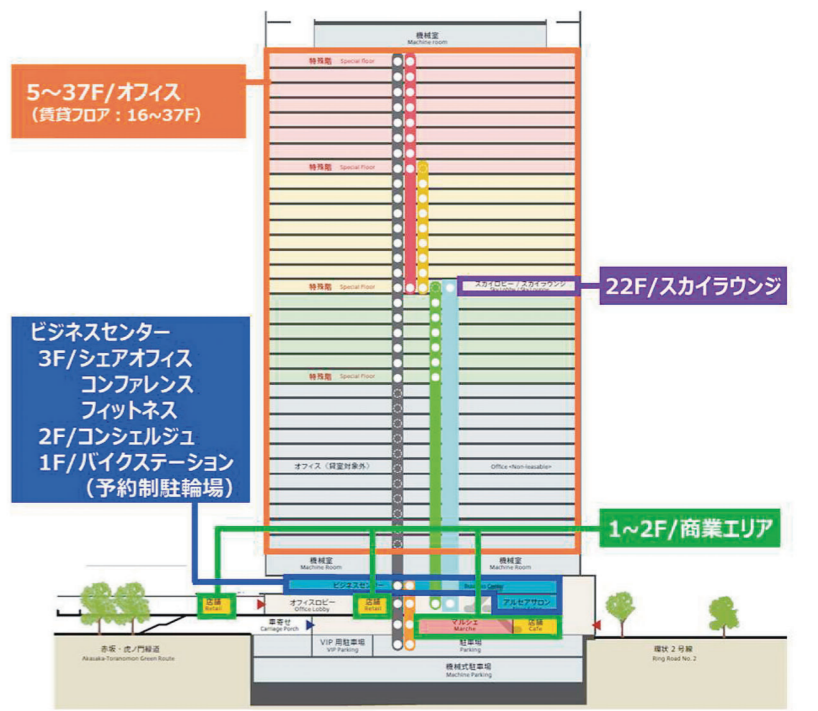 機械室
Machine room
特殊階 Special floor
5～37F/オフィス
（賃貸フロア：16~37F）
特殊階 Special Floor
特殊階 Special Floor
スカイロビー / スカイラウンジ
22F/スカイラウンジ
ビジネスセンター
3F/シェアオフィス
コンファレンス
フィットネス
2F/コンシェルジュ
1F/バイクステーション
（予約制駐輪場）
特殊階 Special Floor
オフィス（貸室対象外）
Office <Non-leasable>
1~2F/商業エリア
機械室
Machine Room
機械室
Machine Room
ビジネスセンター
店舗
Retail
オフィスロビー
Office Lobby
店舗
Retail
アルセアサロン
車寄せ
Carriage Porch
マルシェ
Marche
店舗
Cafe
VIP 用駐車場
VIP Parking
駐車場
Parking
赤坂・虎ノ門緑道
Akasaka-Toranomon Green Route
環状 2 号線
Ring Road No. 2
機械式駐車場
Machine Parking